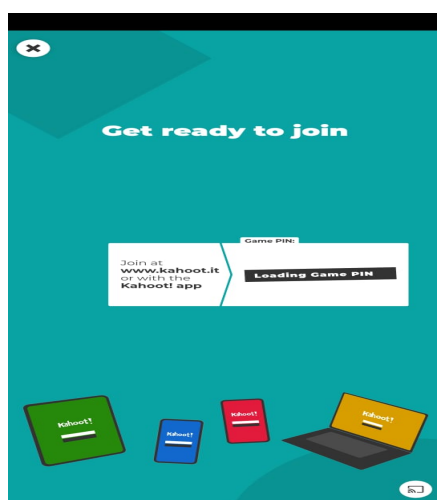 Get ready to join
Game PIN:
Join at
www.kahoot.it
or with the
Kahoot! app
Loading Game PIN
Kahoot!
Kahoot!
Kahoot!
Kahoot!